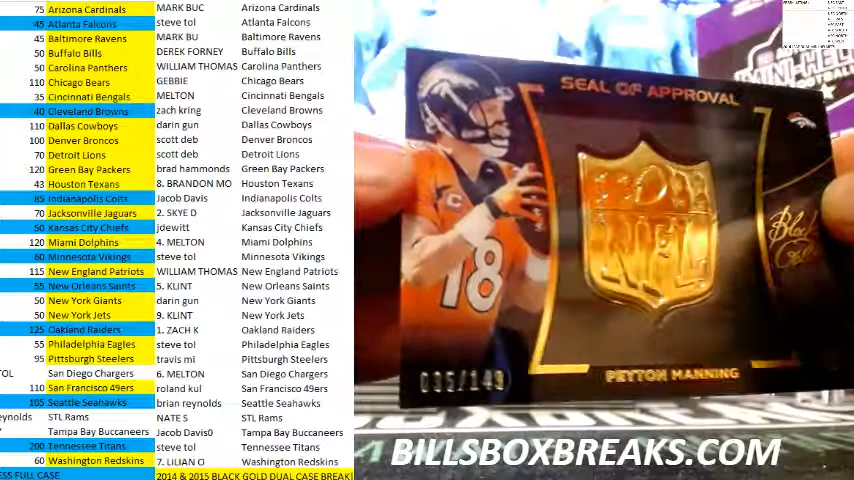 75 Arizona Cardinals MARK BUC Arizona Cardinals
45 Atlanta Falcons steve tol Atlanta Falcons
45 Baltimore Ravens MARK BU Baltimore Ravens
50 Buffalo Bills DEREK FORNEY Buffalo Bills
50 Carolina Panthers WILLIAM THOMAS Carolina Panthers
110 Chicago Bears GEBBIE Chicago Bears
35 Cincinnati Bengals MELTON Cincinnati Bengals
40 Cleveland Browns zach kring Cleveland Browns
110 Dallas Cowboys darin gun Dallas Cowboys
100 Denver Broncos scott deb Denver Broncos
70 Detroit Lions scott deb Detroit Lions
120 Green Bay Packers brad hammonds Green Bay Packers
43 Houston Texans 8. BRANDON MO Houston Texans
85 Indianapolis Colts Jacob Davis Indianapolis Colts
70 Jacksonville Jaguars 2. SKYE D Jacksonville Jaguars
50 Kansas City Chiefs jdewitt Kansas City Chiefs
120 Miami Dolphins 4. MELTON Miami Dolphins
60 Minnesota Vikings steve tol Minnesota Vikings
115 New England Patriots WILLIAM THOMAS New England Patriots
55 New Orleans Saints 5. KLINT New Orleans Saints
50 New York Giants darin gun New York Giants
50 New York Jets 9. KLINT New York Jets
125 Oakland Raiders 1. ZACH K Oakland Raiders
55 Philadelphia Eagles steve tol Philadelphia Eagles
95 Pittsburgh Steelers travis mi Pittsburgh Steelers
TOL San Diego Chargers 6. MELTON San Diego Chargers
110 San Francisco 49ers roland kul San Francisco 49ers
105 Seattle Seahawks brian reynolds Seattle Seahawks
eynolds STL Rams NATE S STL Rams
Tampa Bay Buccaneers Jacob Davis0 Tampa Bay Buccaneers
200 Tennessee Titans steve tol Tennessee Titans
60 Washington Redskins 7. LILIAN O Washington Redskins
ESS FULL CASE 2014 & 2015 BLACK GOLD DUAL CASE BREAK
SEAL OF APPROVAL
NFL
Black Gold
18
PEYTON MANNING
BILLSBOXBREAKS.COM